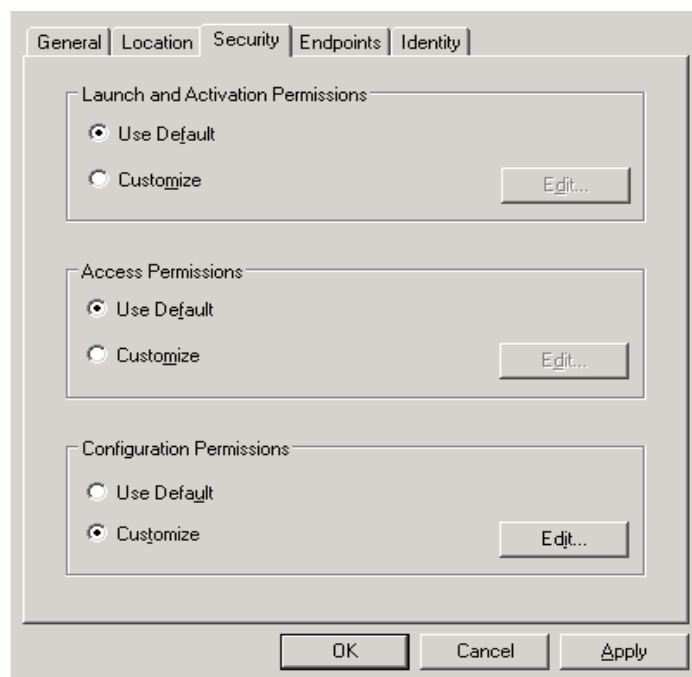 General Location Security Endpoints Identity
Launch and Activation Permissions
Use Default
Customize
Edit...
Access Permissions
Use Default
Customize
Edit...
Configuration Permissions
Use Default
Customize
Edit...
OK Cancel Apply